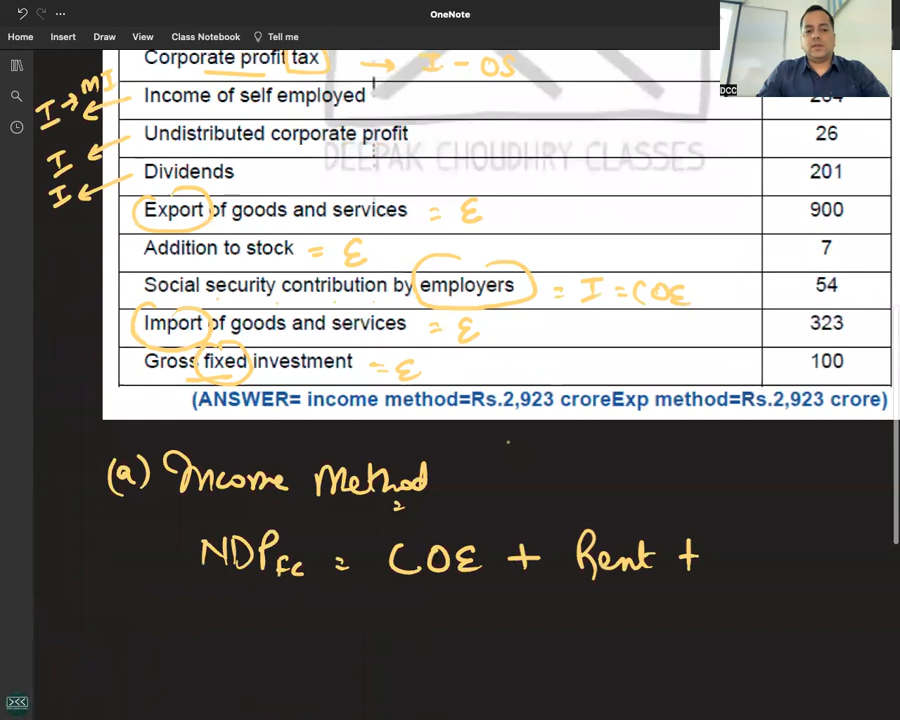 OneNote
Home Insert Draw View Class Notebook Tell me
DCC
Corporate profit tax → I - OS
I → MI ← Income of self employed 204
I ← Undistributed corporate profit 26
DEEPAK CHOUDHRY CLASSES
I ← Dividends 201
Export of goods and services = E 900
Addition to stock = E 7
Social security contribution by employers = I = COE 54
Import of goods and services = E 323
Gross fixed investment = E 100
(ANSWER= income method=Rs.2,923 croreExp method=Rs.2,923 crore)
(a) Income Method
NDPFC = COE + Rent +